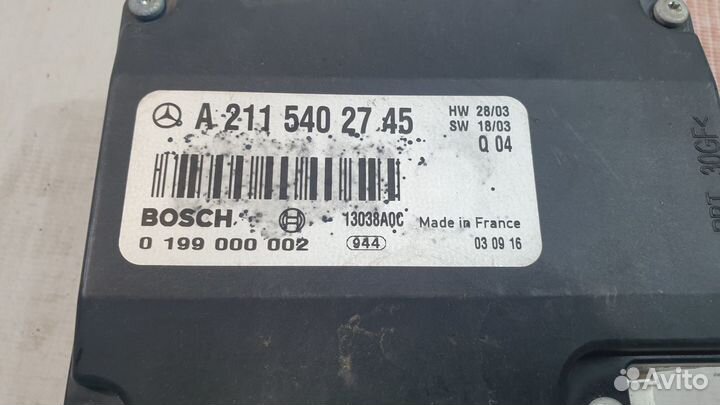 A 211 540 27 45
HW 28/03
SW 18/03
Q 04
BOSCH
13038AQC
Made in France
0 199 000 002
944
03 09 16
PBT 30GF<
Avito